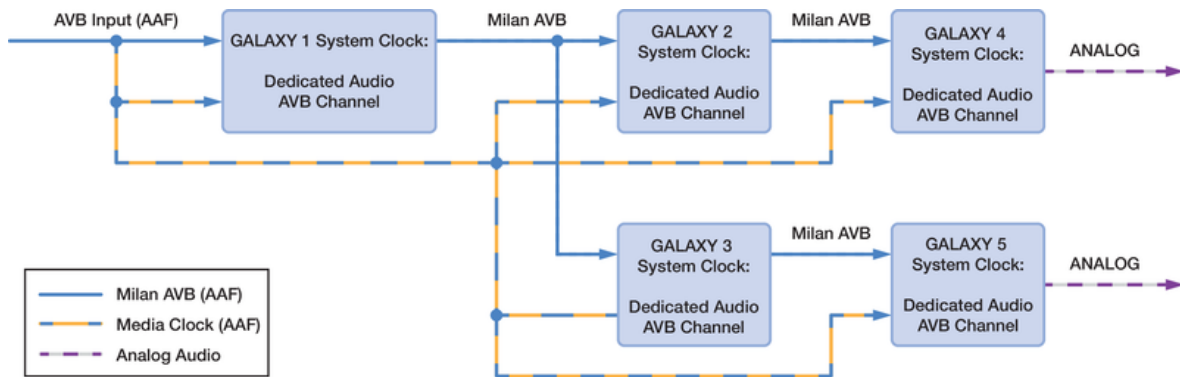 AVB Input (AAF)
GALAXY 1 System Clock:
Dedicated Audio
AVB Channel
Milan AVB
GALAXY 2
System Clock:
Dedicated Audio
AVB Channel
Milan AVB
GALAXY 4
System Clock:
Dedicated Audio
AVB Channel
ANALOG
GALAXY 3
System Clock:
Dedicated Audio
AVB Channel
Milan AVB
GALAXY 5
System Clock:
Dedicated Audio
AVB Channel
ANALOG
Milan AVB (AAF)
Media Clock (AAF)
Analog Audio